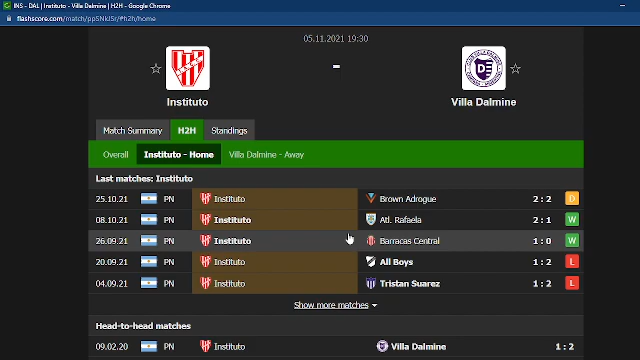 INS - DAL | Instituto - Villa Dalmine | H2H - Google Chrome
flashscore.com/match/ppSNkJ5r/#h2h/home
05.11.2021 19:30
-
Instituto
Villa Dalmine
Match Summary H2H Standings
Overall Instituto - Home Villa Dalmine - Away
Last matches: Instituto
25.10.21 PN Instituto Brown Adrogue 2 : 2 D
08.10.21 PN Instituto Atl. Rafaela 2 : 1 W
26.09.21 PN Instituto Barracas Central 1 : 0 W
20.09.21 PN Instituto All Boys 1 : 2 L
04.09.21 PN Instituto Tristan Suarez 1 : 2 L
Show more matches
Head-to-head matches
09.02.20 PN Instituto Villa Dalmine 1 : 2